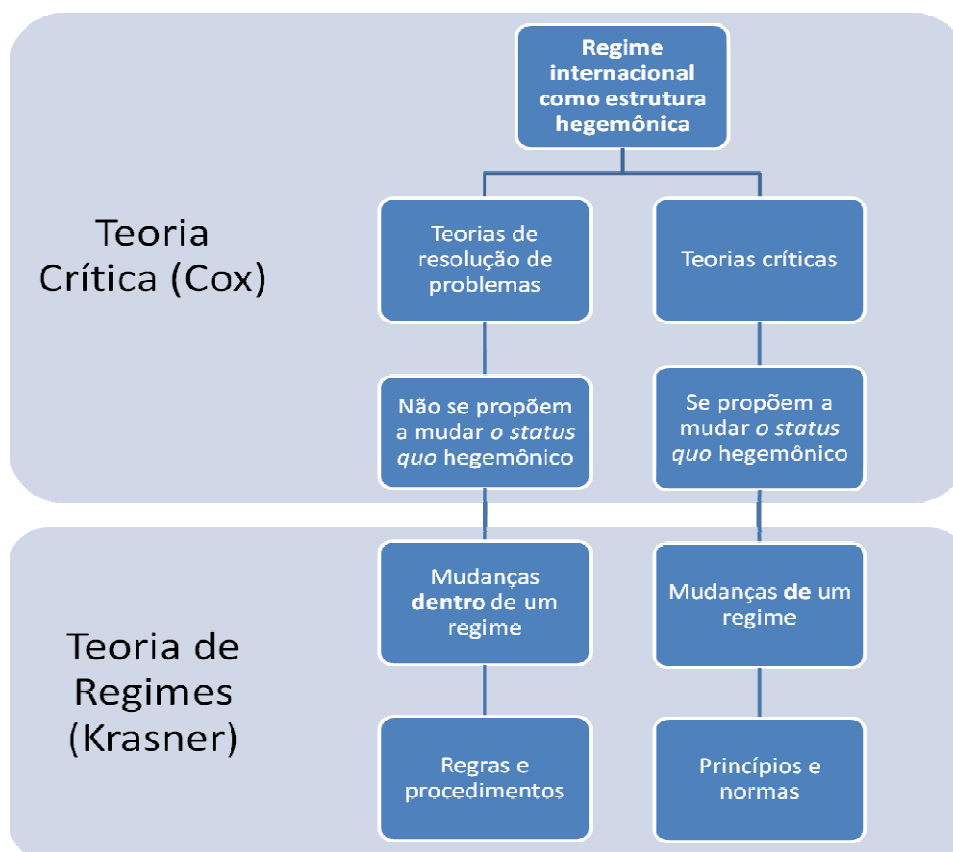 Regime
internacional
como estrutura
hegemônica
Teoria
Crítica (Cox)
Teorias de
resolução de
problemas
Teorias críticas
Não se propõem
a mudar o status
quo hegemônico
Se propõem a
mudar o status
quo hegemônico
Teoria de
Regimes
(Krasner)
Mudanças
dentro de um
regime
Mudanças de um
regime
Regras e
procedimentos
Princípios e
normas